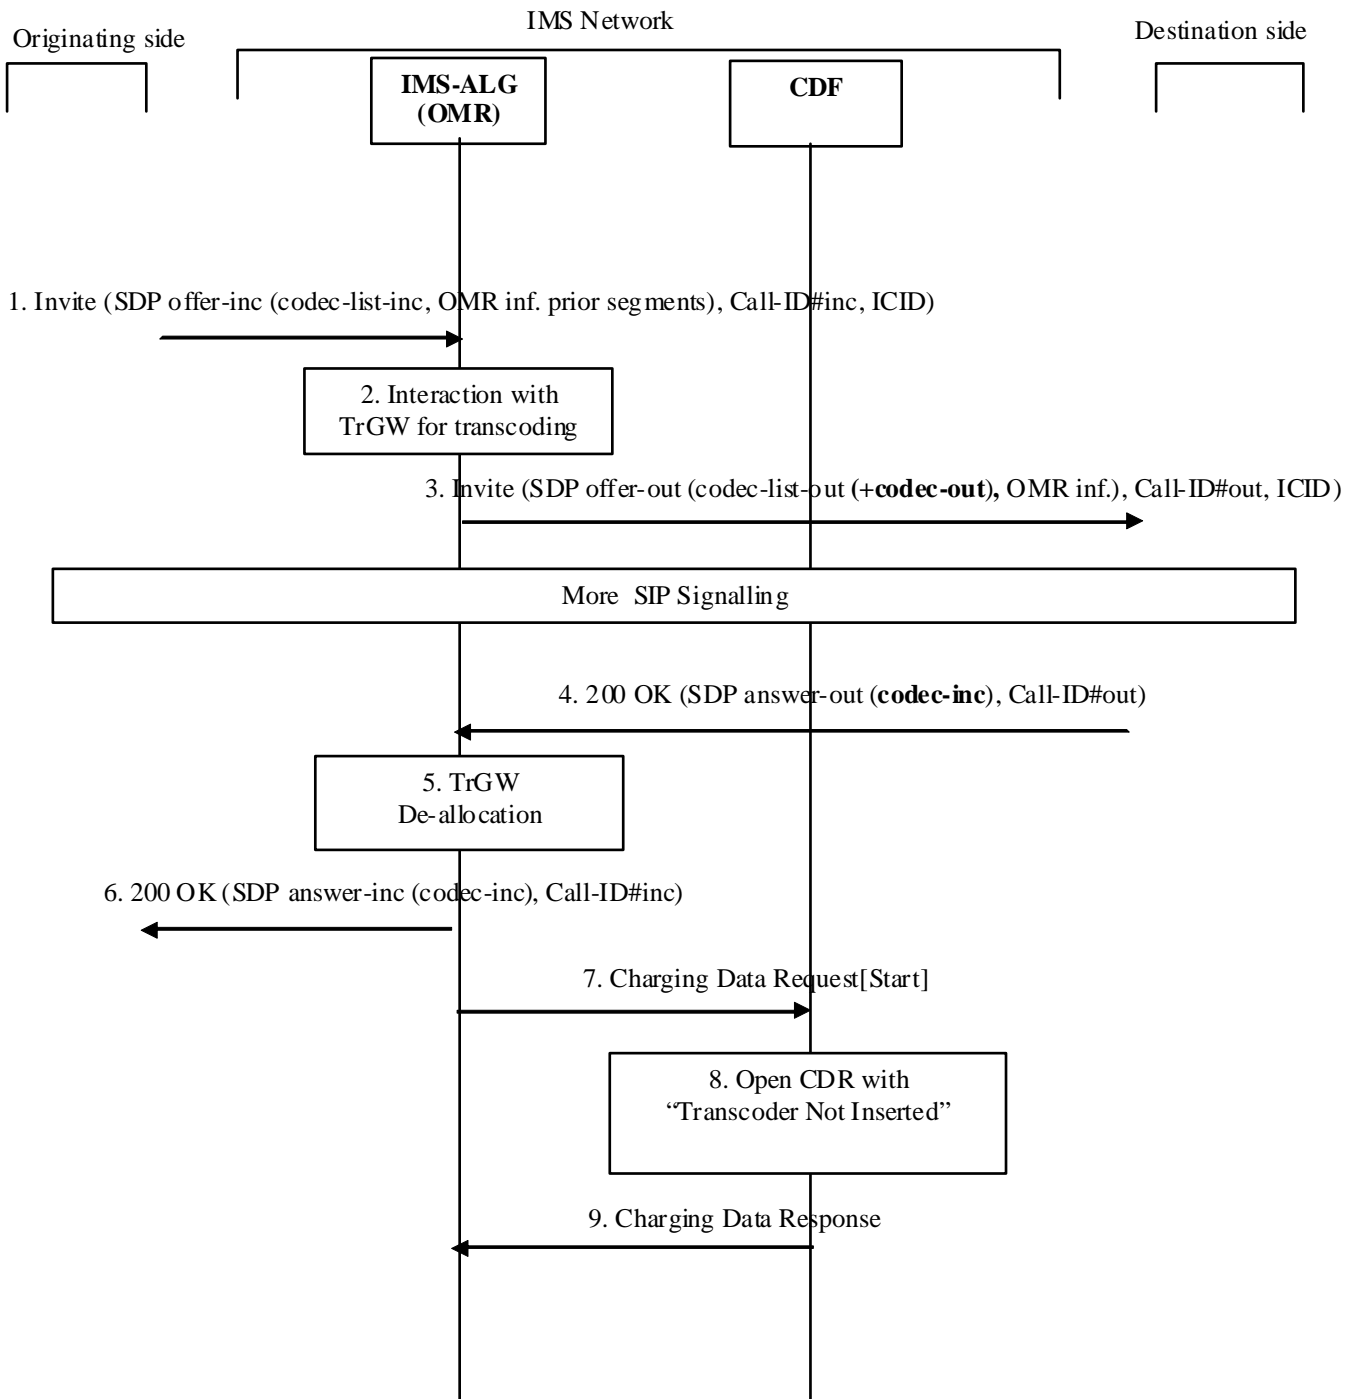 IMS Network
Originating side
Destination side
IMS-ALG
(OMR)
CDF
1. Invite (SDP offer-inc (codec-list-inc, OMR inf. prior segments), Call-ID#inc, ICID)
2. Interaction with
TrGW for transcoding
3. Invite (SDP offer-out (codec-list-out (+codec-out), OMR inf.), Call-ID#out, ICID)
More SIP Signalling
4. 200 OK (SDP answer-out (codec-inc), Call-ID#out)
5. TrGW
De-allocation
6. 200 OK (SDP answer-inc (codec-inc), Call-ID#inc)
7. Charging Data Request[Start]
8. Open CDR with
“Transcoder Not Inserted”
9. Charging Data Response